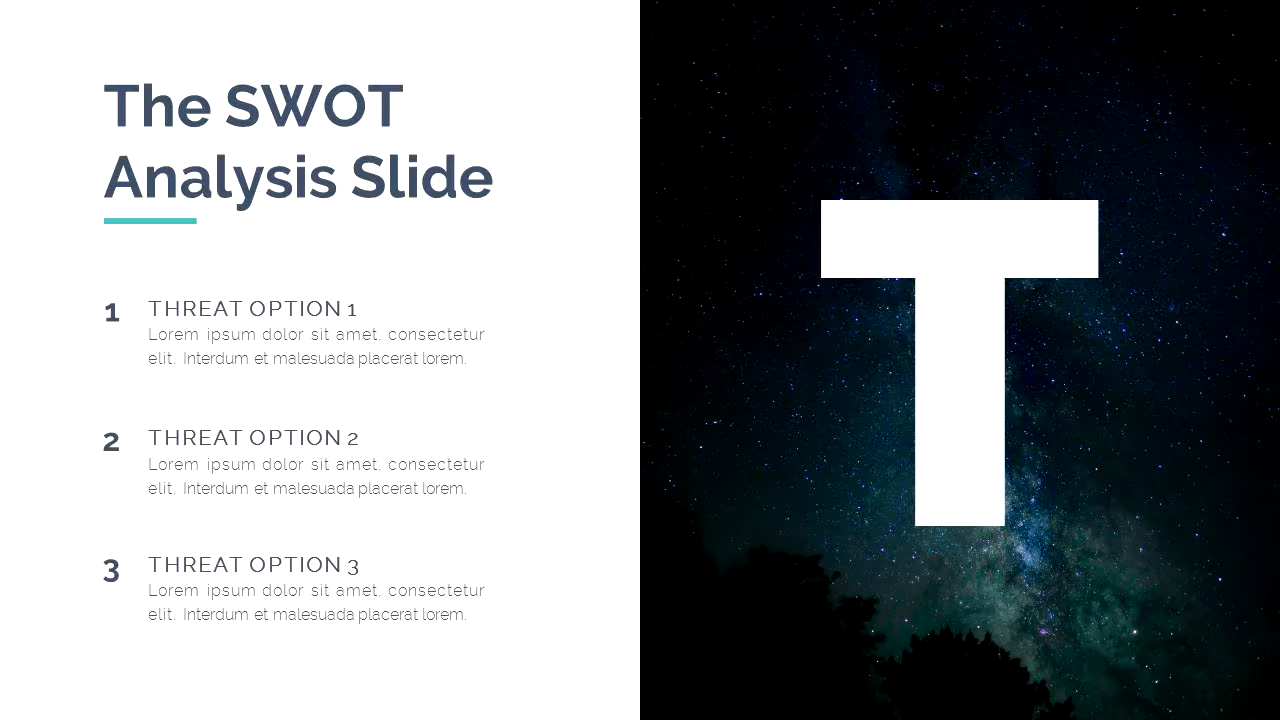 The SWOT
Analysis Slide
1 THREAT OPTION 1
Lorem ipsum dolor sit amet, consectetur
elit. Interdum et malesuada placerat lorem.
2 THREAT OPTION 2
Lorem ipsum dolor sit amet, consectetur
elit. Interdum et malesuada placerat lorem.
3 THREAT OPTION 3
Lorem ipsum dolor sit amet, consectetur
elit. Interdum et malesuada placerat lorem.
T